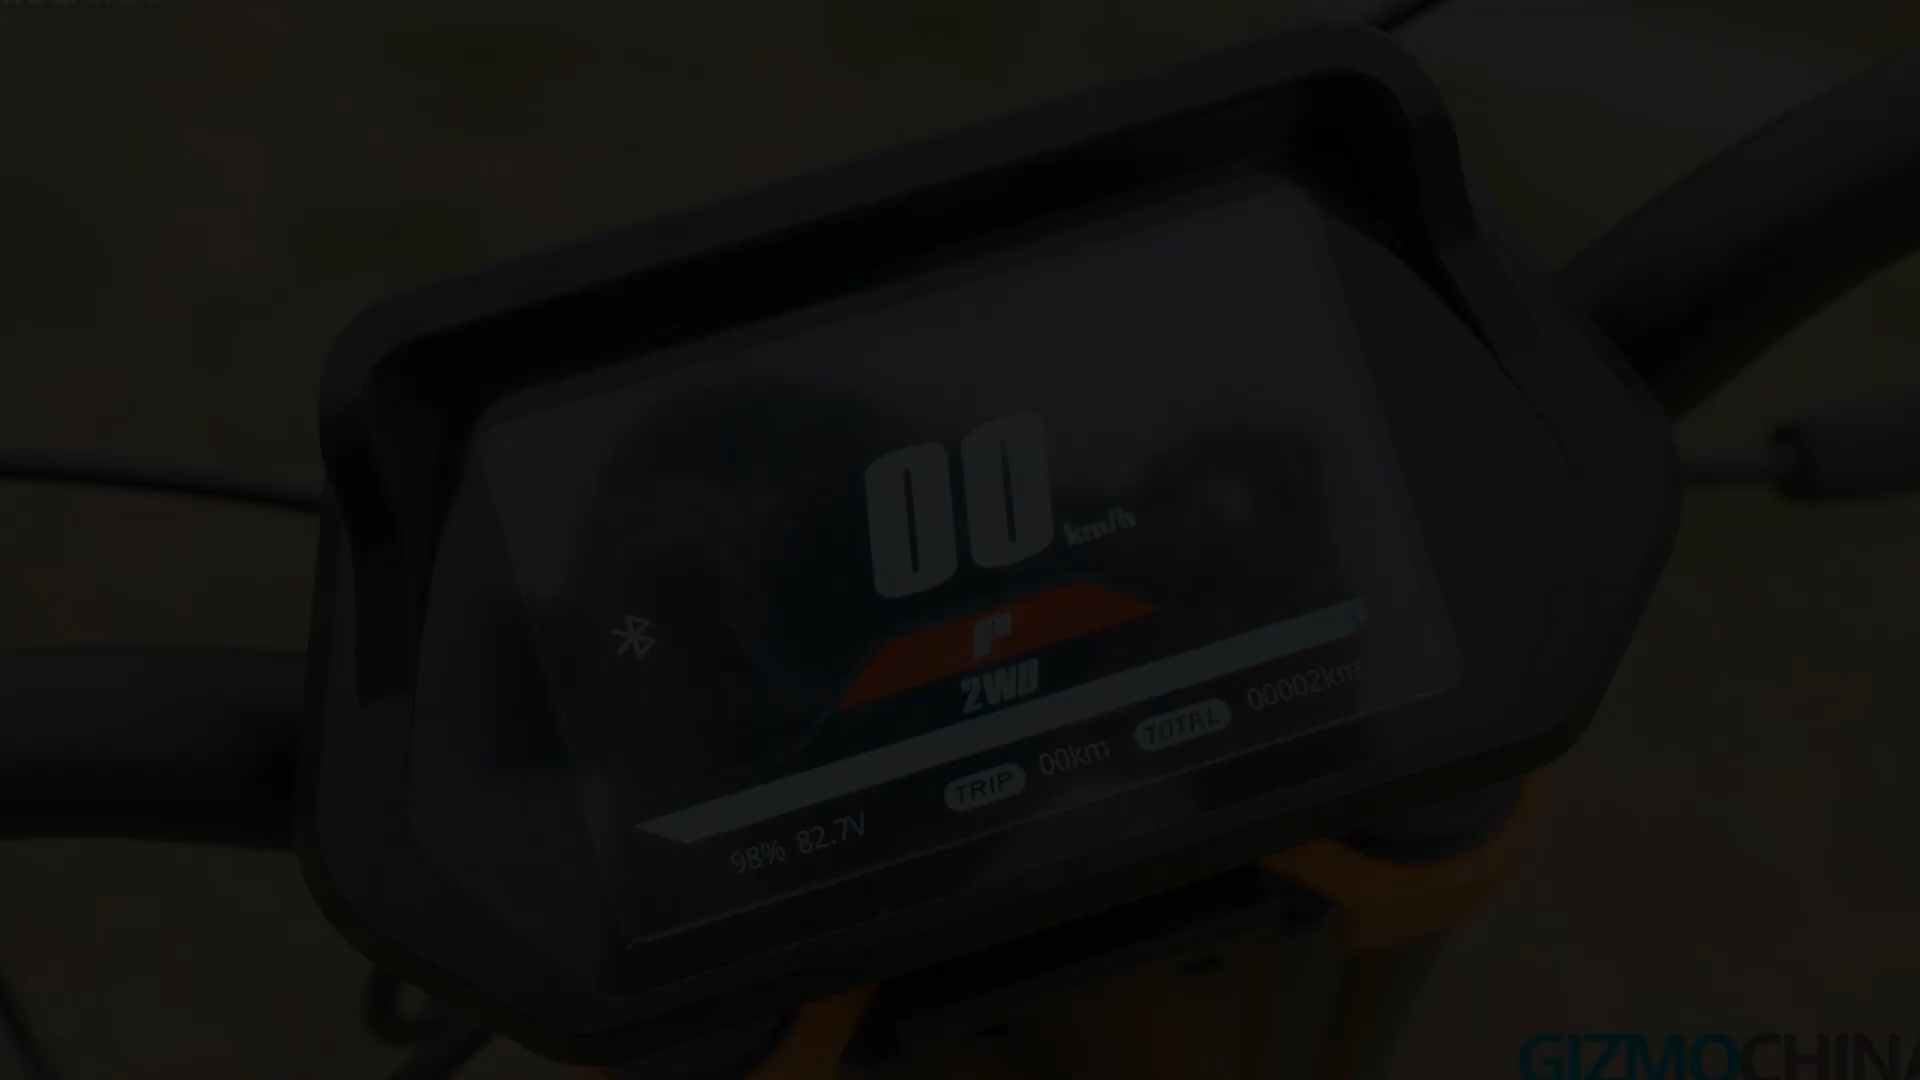 00 km/h
P
2WD
98% 82.7V TRIP 00km TOTAL 00002km
GIZMOCHINA